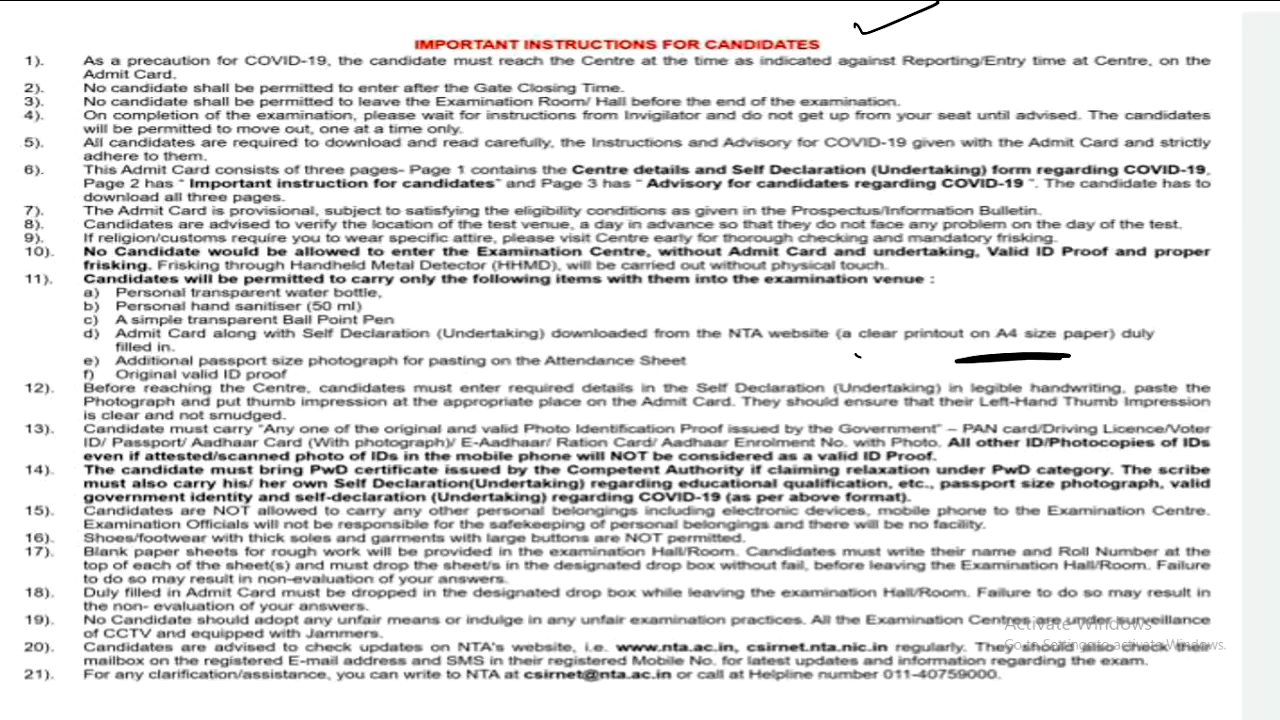 IMPORTANT INSTRUCTIONS FOR CANDIDATES
1). As a precaution for COVID-19, the candidate must reach the Centre at the time as indicated against Reporting/Entry time at Centre, on the
Admit Card.
2). No candidate shall be permitted to enter after the Gate Closing Time.
3). No candidate shall be permitted to leave the Examination Room/ Hall before the end of the examination.
4). On completion of the examination, please wait for instructions from Invigilator and do not get up from your seat until advised. The candidates
will be permitted to move out, one at a time only.
5). All candidates are required to download and read carefully, the Instructions and Advisory for COVID-19 given with the Admit Card and strictly
adhere to them.
6). This Admit Card consists of three pages- Page 1 contains the Centre details and Self Declaration (Undertaking) form regarding COVID-19,
Page 2 has " Important instruction for candidates" and Page 3 has " Advisory for candidates regarding COVID-19 ". The candidate has to
download all three pages.
7). The Admit Card is provisional, subject to satisfying the eligibility conditions as given in the Prospectus/Information Bulletin.
8). Candidates are advised to verify the location of the test venue, a day in advance so that they do not face any problem on the day of the test.
9). If religion/customs require you to wear specific attire, please visit Centre early for thorough checking and mandatory frisking.
10). No Candidate would be allowed to enter the Examination Centre, without Admit Card and undertaking, Valid ID Proof and proper
frisking. Frisking through Handheld Metal Detector (HHMD), will be carried out without physical touch.
11). Candidates will be permitted to carry only the following items with them into the examination venue :
a) Personal transparent water bottle,
b) Personal hand sanitiser (50 ml)
c) A simple transparent Ball Point Pen
d) Admit Card along with Self Declaration (Undertaking) downloaded from the NTA website (a clear printout on A4 size paper) duly
filled in.
e) Additional passport size photograph for pasting on the Attendance Sheet
f) Original valid ID proof
12). Before reaching the Centre, candidates must enter required details in the Self Declaration (Undertaking) in legible handwriting, paste the
Photograph and put thumb impression at the appropriate place on the Admit Card. They should ensure that their Left-Hand Thumb Impression
is clear and not smudged.
13). Candidate must carry "Any one of the original and valid Photo Identification Proof issued by the Government" – PAN card/Driving Licence/Voter
ID/ Passport/ Aadhaar Card (With photograph)/ E-Aadhaar/ Ration Card/ Aadhaar Enrolment No. with Photo. All other ID/Photocopies of IDs
even if attested/scanned photo of IDs in the mobile phone will NOT be considered as a valid ID Proof.
14). The candidate must bring PwD certificate issued by the Competent Authority if claiming relaxation under PwD category. The scribe
must also carry his/ her own Self Declaration(Undertaking) regarding educational qualification, etc., passport size photograph, valid
government identity and self-declaration (Undertaking) regarding COVID-19 (as per above format).
15). Candidates are NOT allowed to carry any other personal belongings including electronic devices, mobile phone to the Examination Centre.
Examination Officials will not be responsible for the safekeeping of personal belongings and there will be no facility.
16). Shoes/footwear with thick soles and garments with large buttons are NOT permitted.
17). Blank paper sheets for rough work will be provided in the examination Hall/Room. Candidates must write their name and Roll Number at the
top of each of the sheet(s) and must drop the sheet/s in the designated drop box without fail, before leaving the Examination Hall/Room. Failure
to do so may result in non-evaluation of your answers.
18). Duly filled in Admit Card must be dropped in the designated drop box while leaving the examination Hall/Room. Failure to do so may result in
the non- evaluation of your answers.
19). No Candidate should adopt any unfair means or indulge in any unfair examination practices. All the Examination Centres are under surveillance
of CCTV and equipped with Jammers.
20). Candidates are advised to check updates on NTA's website, i.e. www.nta.ac.in, csirnet.nta.nic.in regularly. They should also check their
mailbox on the registered E-mail address and SMS in their registered Mobile No. for latest updates and information regarding the exam.
21). For any clarification/assistance, you can write to NTA at csirnet@nta.ac.in or call at Helpline number 011-40759000.
Activate Windows
Go to Settings to activate Windows.